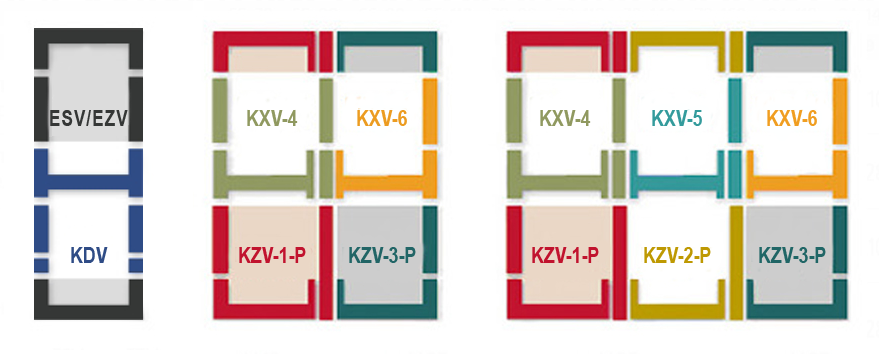 ESV/EZV
KDV
KXV-4
KXV-6
KZV-1-P
KZV-3-P
KXV-4
KXV-5
KXV-6
KZV-1-P
KZV-2-P
KZV-3-P